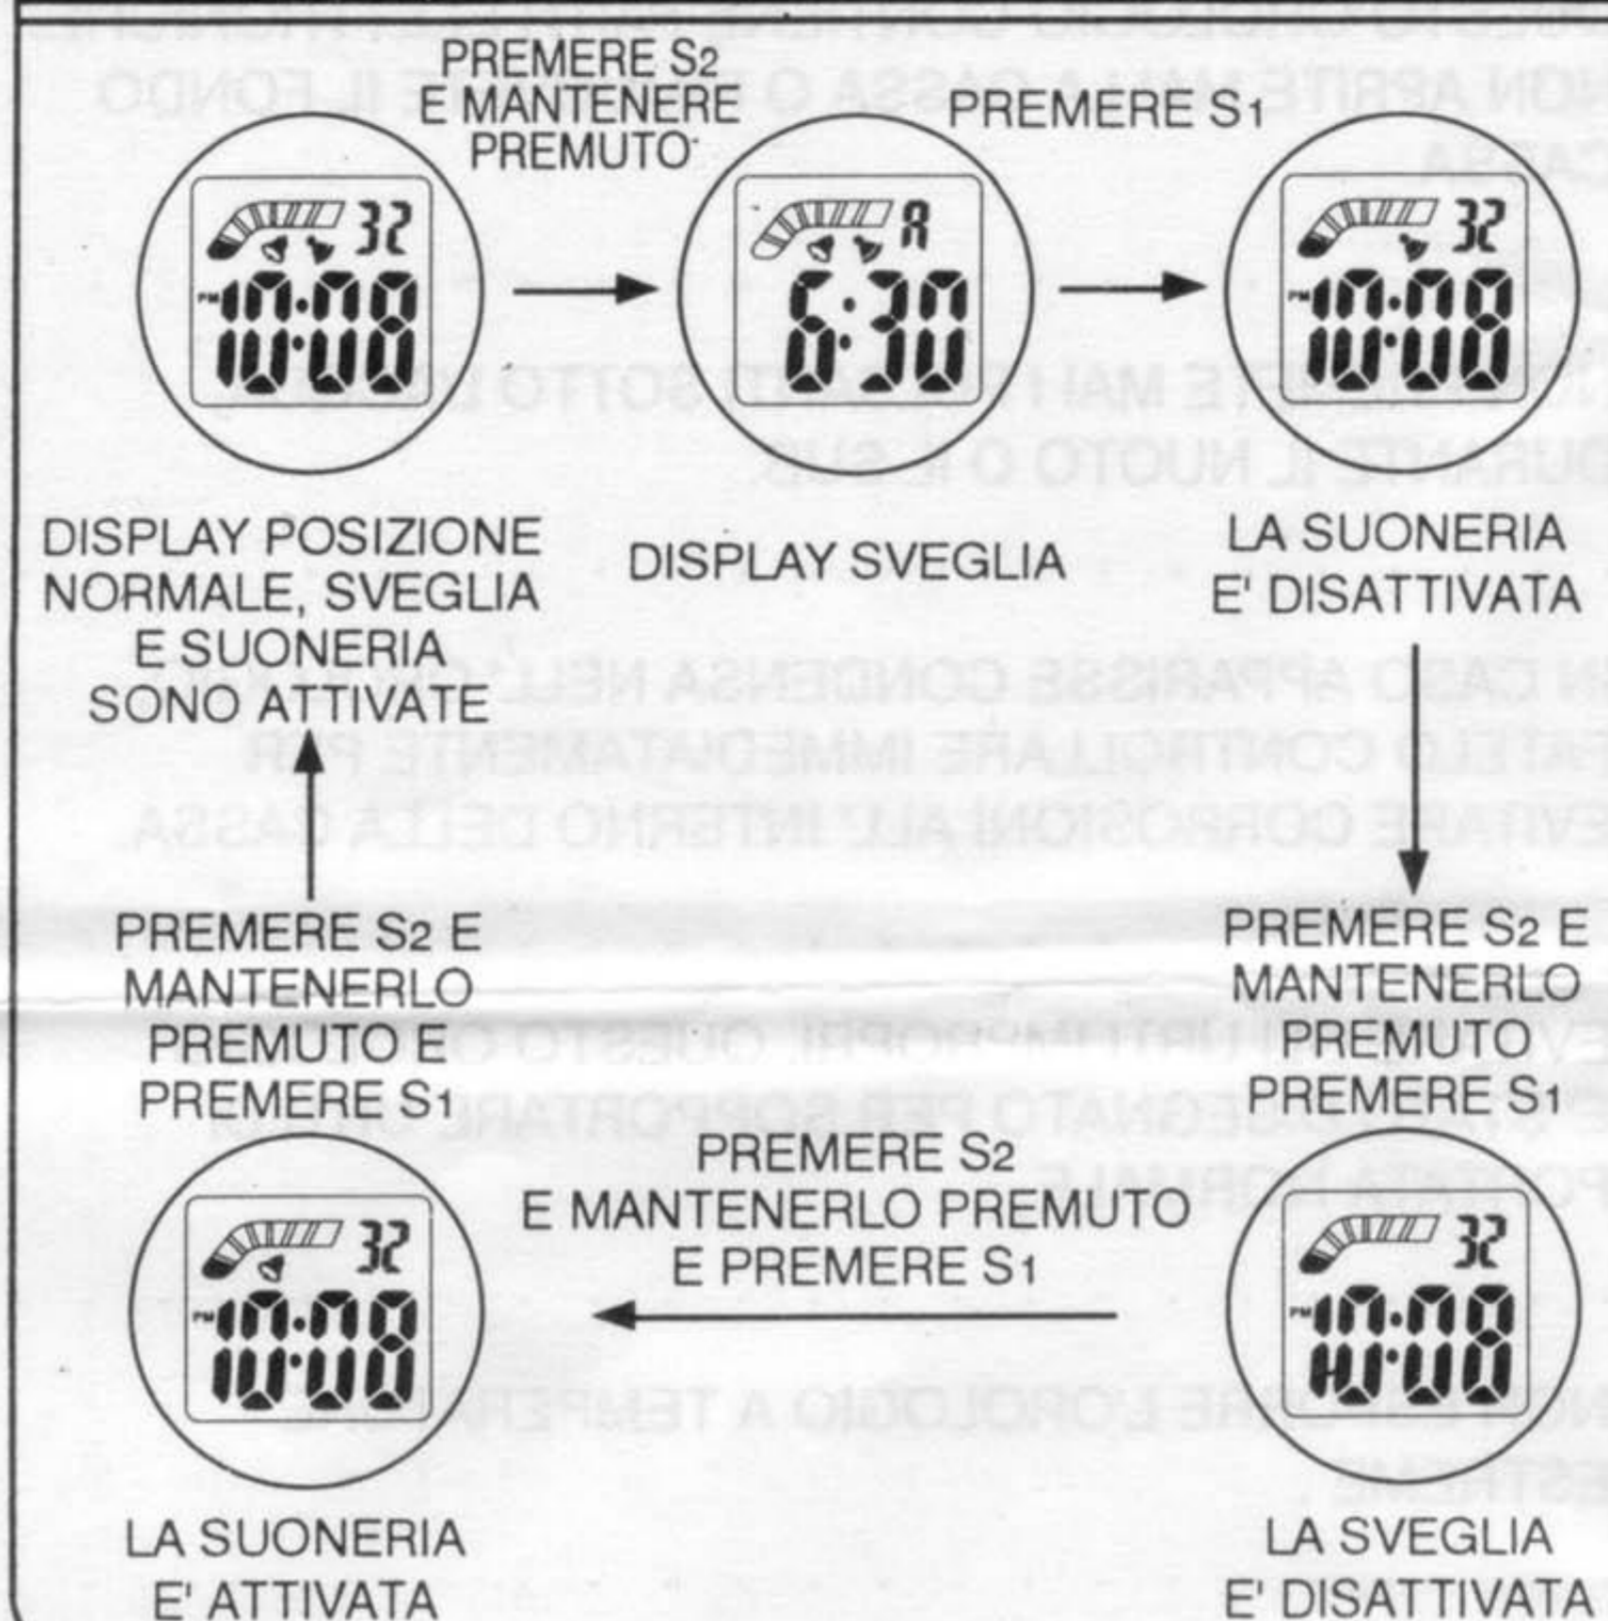 PREMERE S2
E MANTENERE
PREMUTO
PREMERE S1
32
PM 10:08
A
6:30
32
PM 10:08
DISPLAY POSIZIONE
NORMALE, SVEGLIA
E SUONERIA
SONO ATTIVATE
DISPLAY SVEGLIA
LA SUONERIA
E' DISATTIVATA
PREMERE S2 E
MANTENERLO
PREMUTO E
PREMERE S1
PREMERE S2 E
MANTENERLO
PREMUTO
PREMERE S1
PREMERE S2
E MANTENERLO PREMUTO
E PREMERE S1
32
PM 10:08
32
PM 10:08
LA SUONERIA
E' ATTIVATA
LA SVEGLIA
E' DISATTIVATA